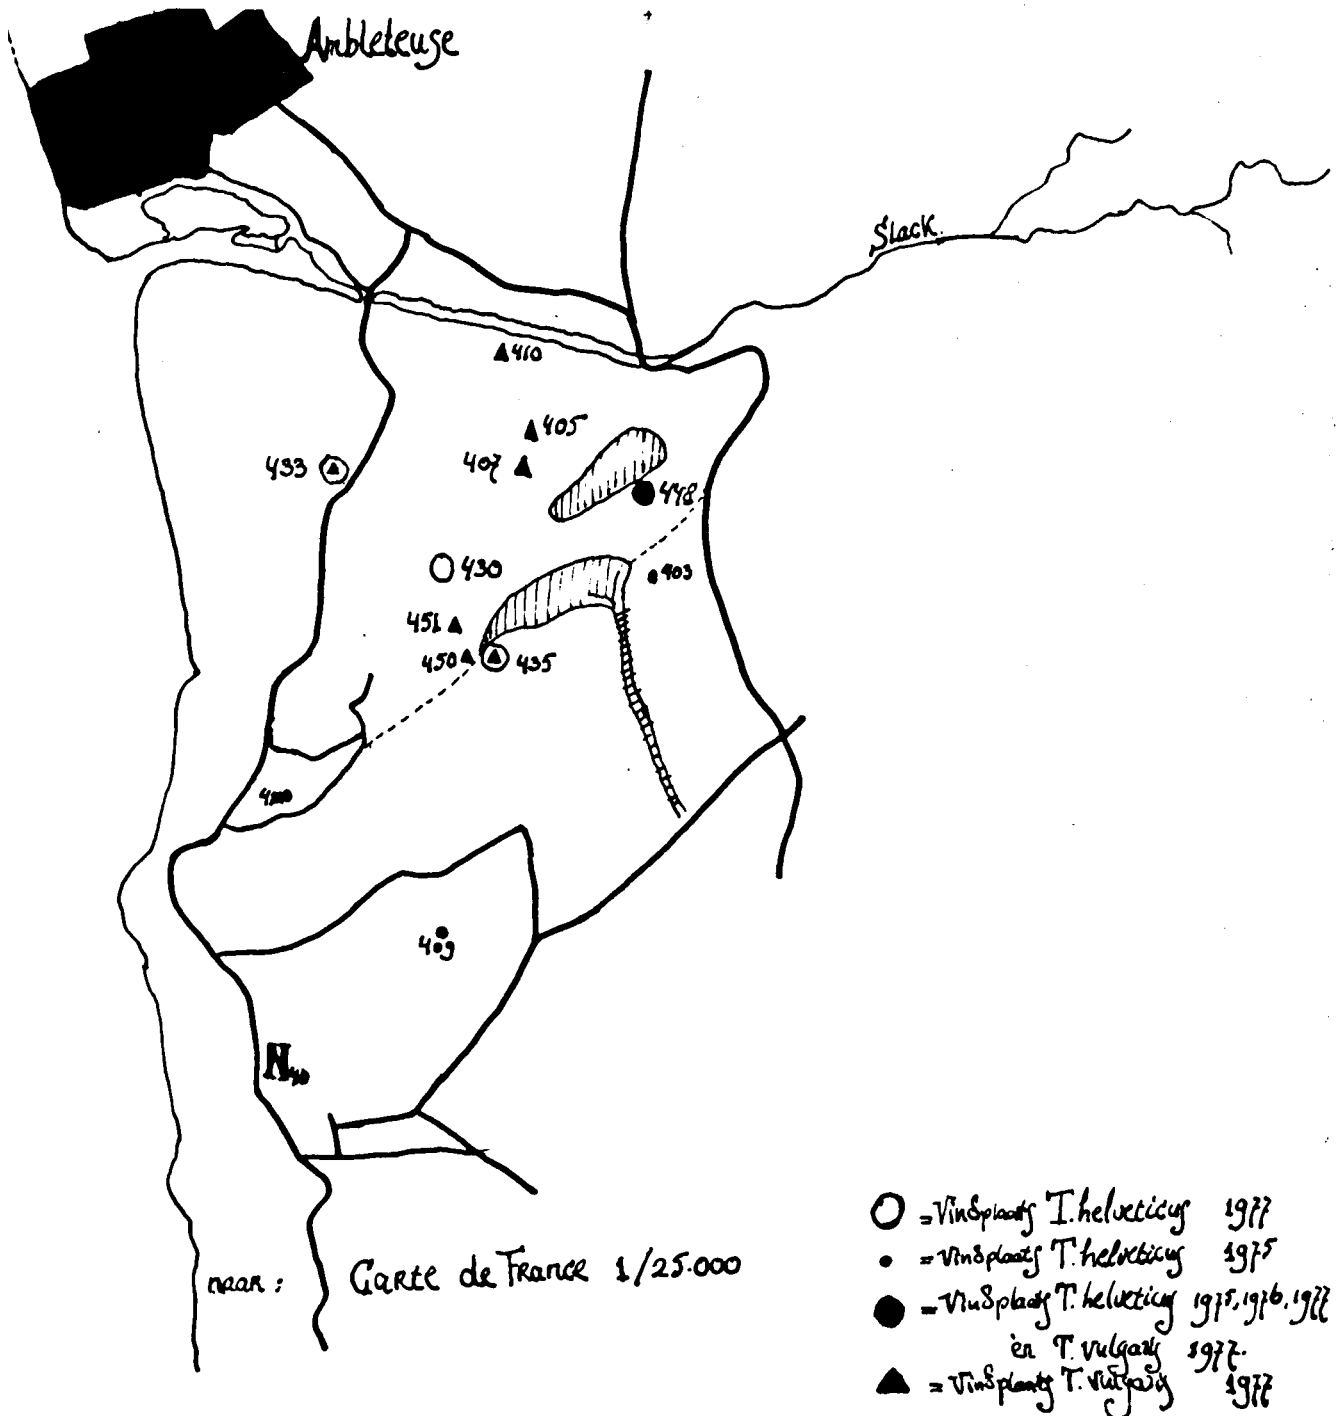 Ambleteuse
Slack.
410
405
407
433
448
430
403
451
450
435
409
N40
naar: Carte de France 1/25.000
= Vindplaats T. helveticus 1977
= Vindplaats T. helveticus 1975
= Vindplaats T. helveticus 1975, 1976, 1977
èn T. vulgaris 1977.
= Vindplaats T. vulgaris 1977